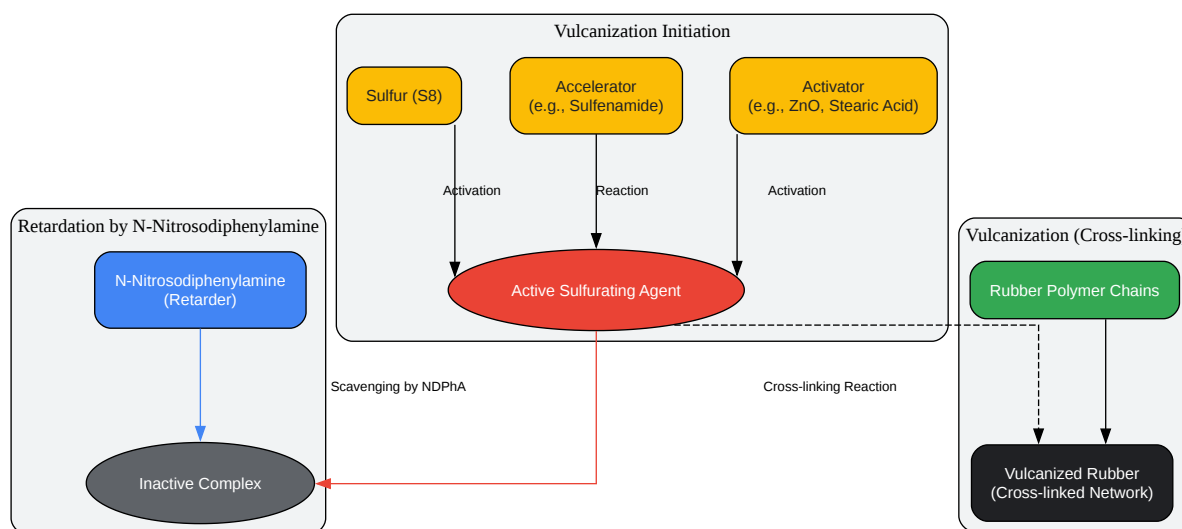 Vulcanization Initiation
Sulfur (S8)
Accelerator
(e.g., Sulfenamide)
Activator
(e.g., ZnO, Stearic Acid)
Activation
Reaction
Activation
Retardation by N-Nitrosodiphenylamine
N-Nitrosodiphenylamine
(Retarder)
Active Sulfurating Agent
Vulcanization (Cross-linking
Rubber Polymer Chains
Scavenging by NDPhA
Cross-linking Reaction
Inactive Complex
Vulcanized Rubber
(Cross-linked Network)